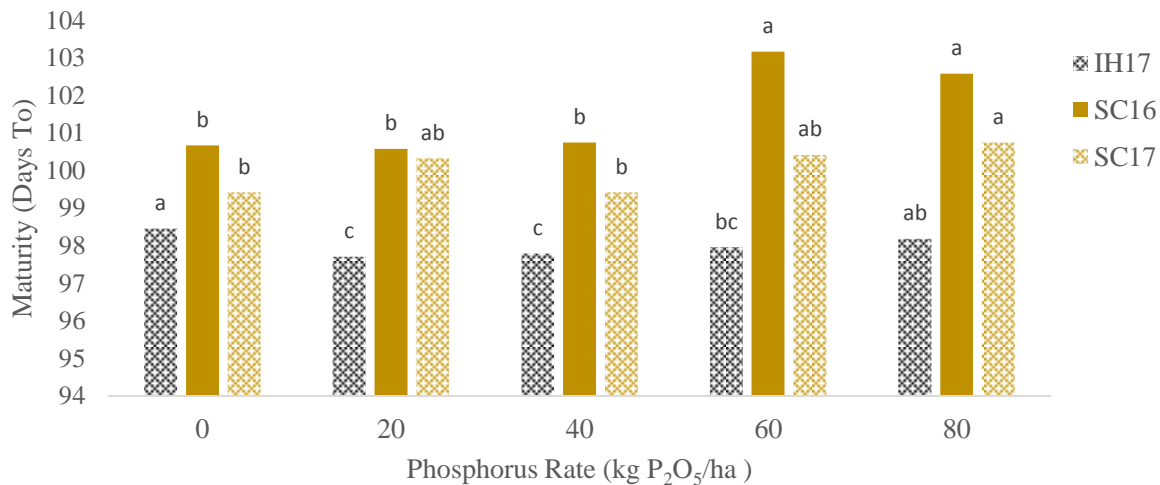 104
103
102
101
100
99
98
97
96
95
94
Maturity (Days To)
a
b
b
c
b
ab
c
b
b
bc
a
ab
ab
a
a
0
20
40
60
80
Phosphorus Rate (kg P₂O₅/ha )
IH17
SC16
SC17